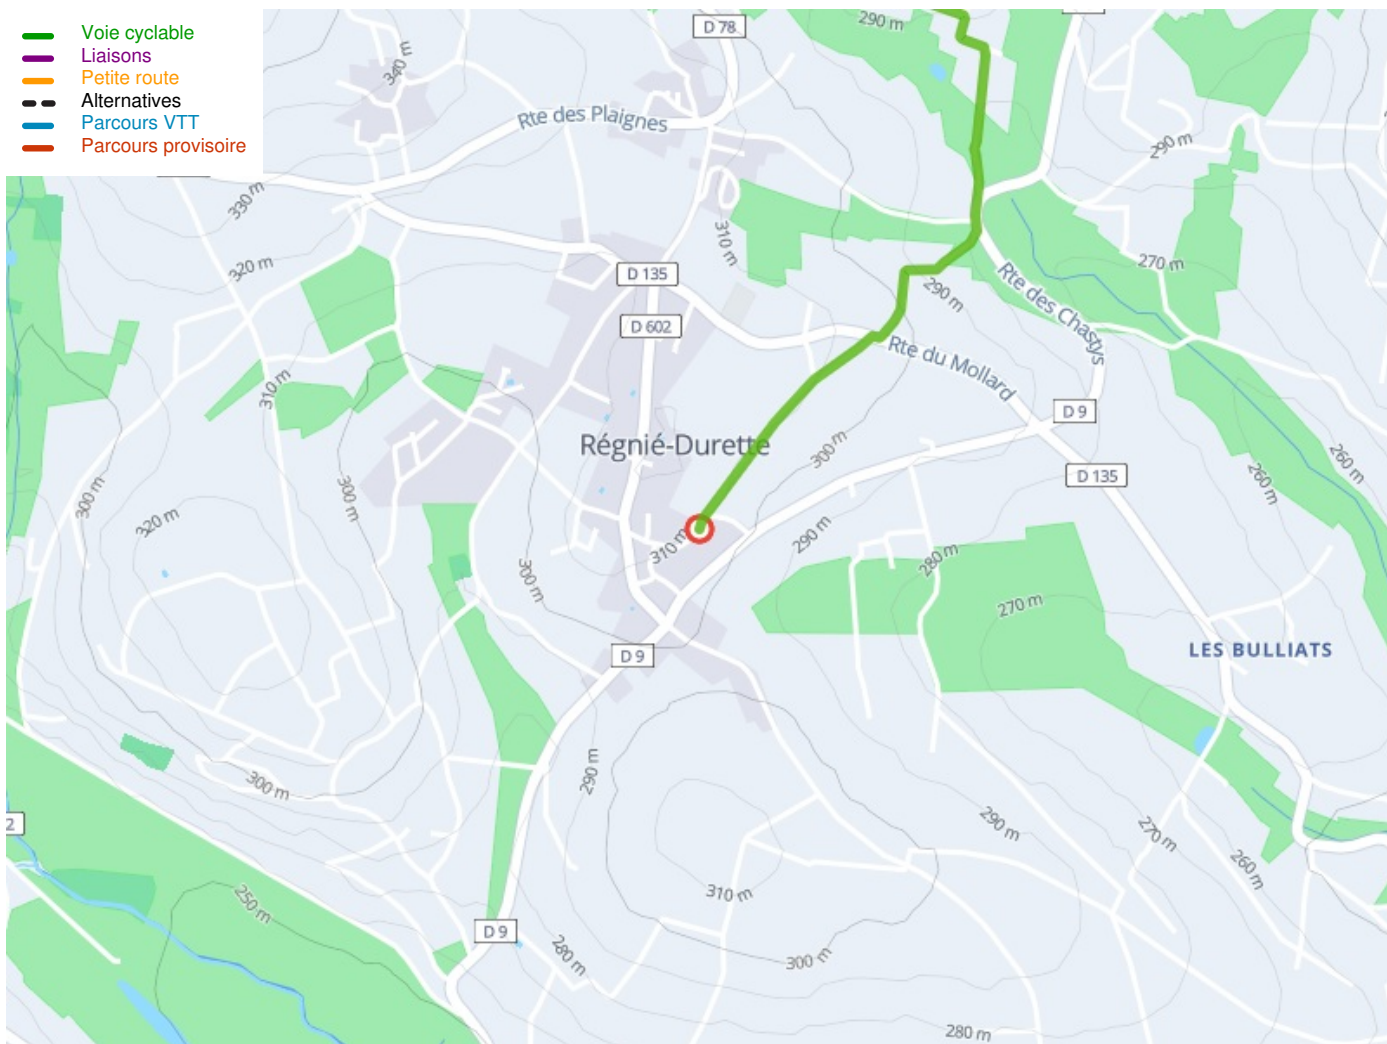 Voie cyclable
Liaisons
Petite route
Alternatives
Parcours VTT
Parcours provisoire
D 78
290 m
340 m
Rte des Plaignes
290 m
330 m
310 m
320 m
D 135
270 m
290 m
Rte des Chastys
D 602
Rte du Mollard
310 m
D 9
Régnié-Durette
300 m
260 m
D 135
260 m
300 m
300 m
320 m
290 m
310 m
280 m
300 m
270 m
LES BULLIATS
D 9
290 m
300 m
2
290 m
270 m
260 m
310 m
250 m
D 9
280 m
300 m
280 m